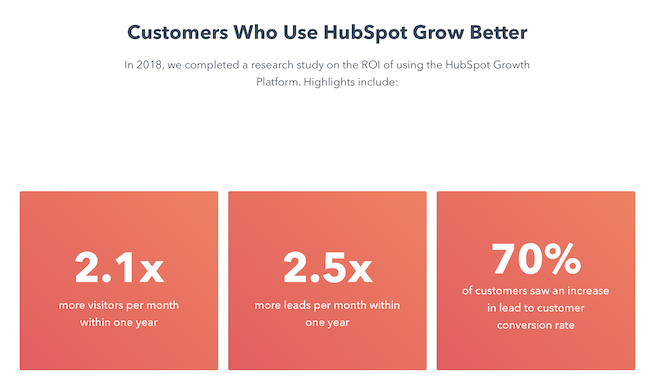 Customers Who Use HubSpot Grow Better
In 2018, we completed a research study on the ROI of using the HubSpot Growth
Platform. Highlights include:
2.1x
more visitors per month
within one year
2.5x
more leads per month within
one year
70%
of customers saw an increase
in lead to customer
conversion rate